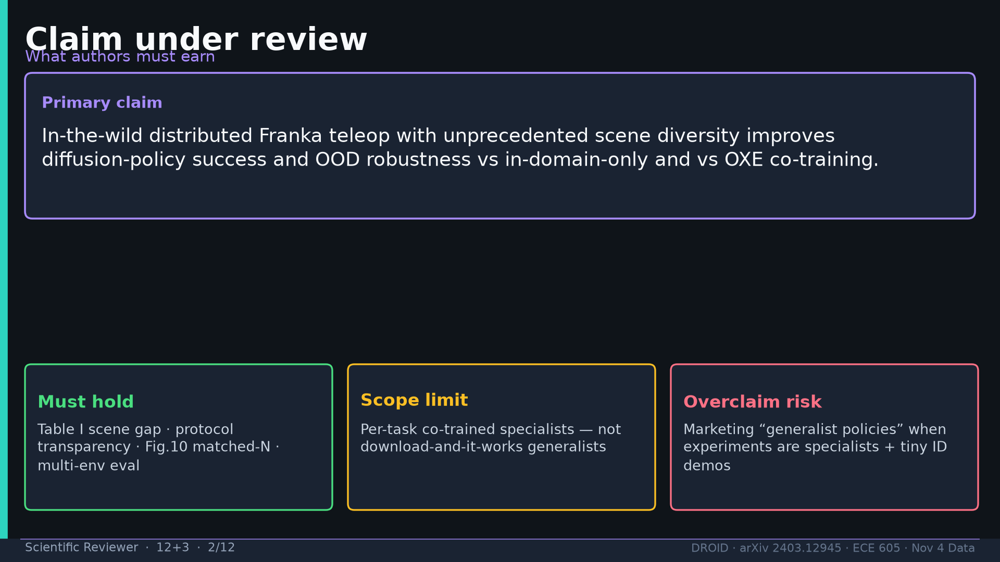 Claim under review
What authors must earn
Primary claim
In-the-wild distributed Franka teleop with unprecedented scene diversity improves
diffusion-policy success and OOD robustness vs in-domain-only and vs OXE co-training.
Must hold
Table I scene gap · protocol
transparency · Fig.10 matched-N ·
multi-env eval
Scope limit
Per-task co-trained specialists — not
download-and-it-works generalists
Overclaim risk
Marketing “generalist policies” when
experiments are specialists + tiny ID
demos
Scientific Reviewer · 12+3 · 2/12
DROID · arXiv 2403.12945 · ECE 605 · Nov 4 Data